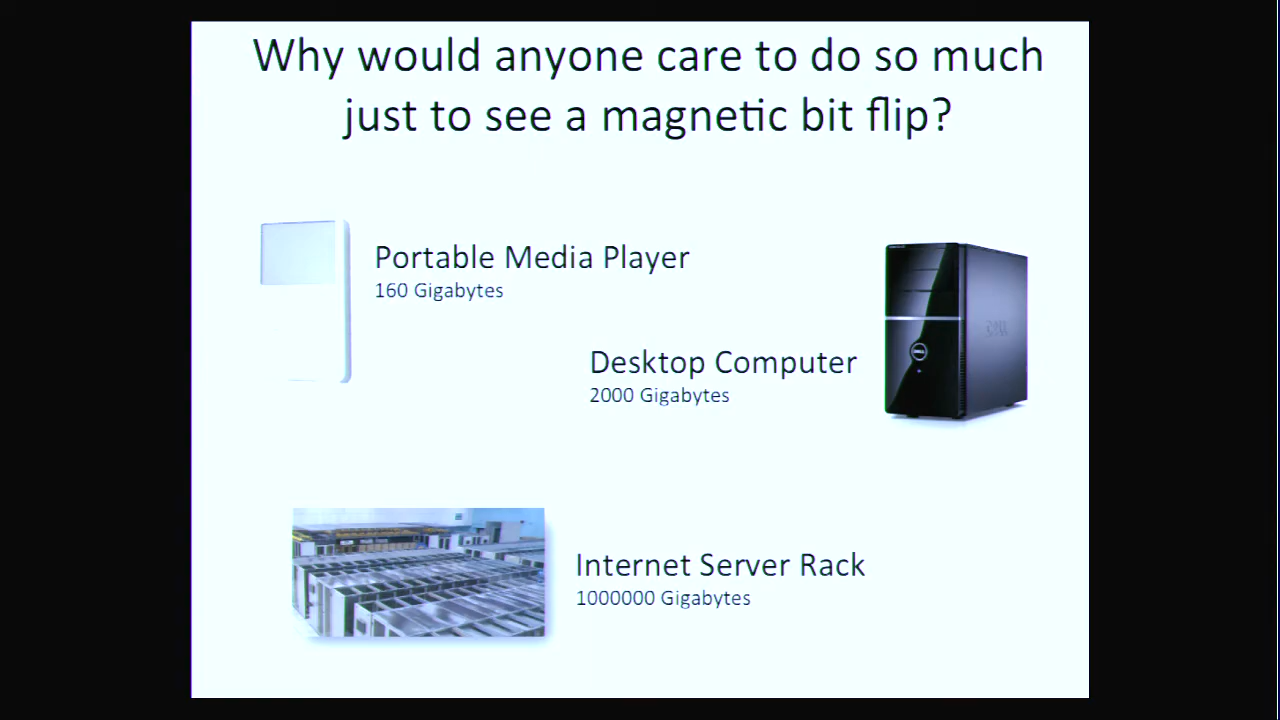 Why would anyone care to do so much
just to see a magnetic bit flip?
Portable Media Player
160 Gigabytes
Desktop Computer
2000 Gigabytes
DELL
Internet Server Rack
1000000 Gigabytes